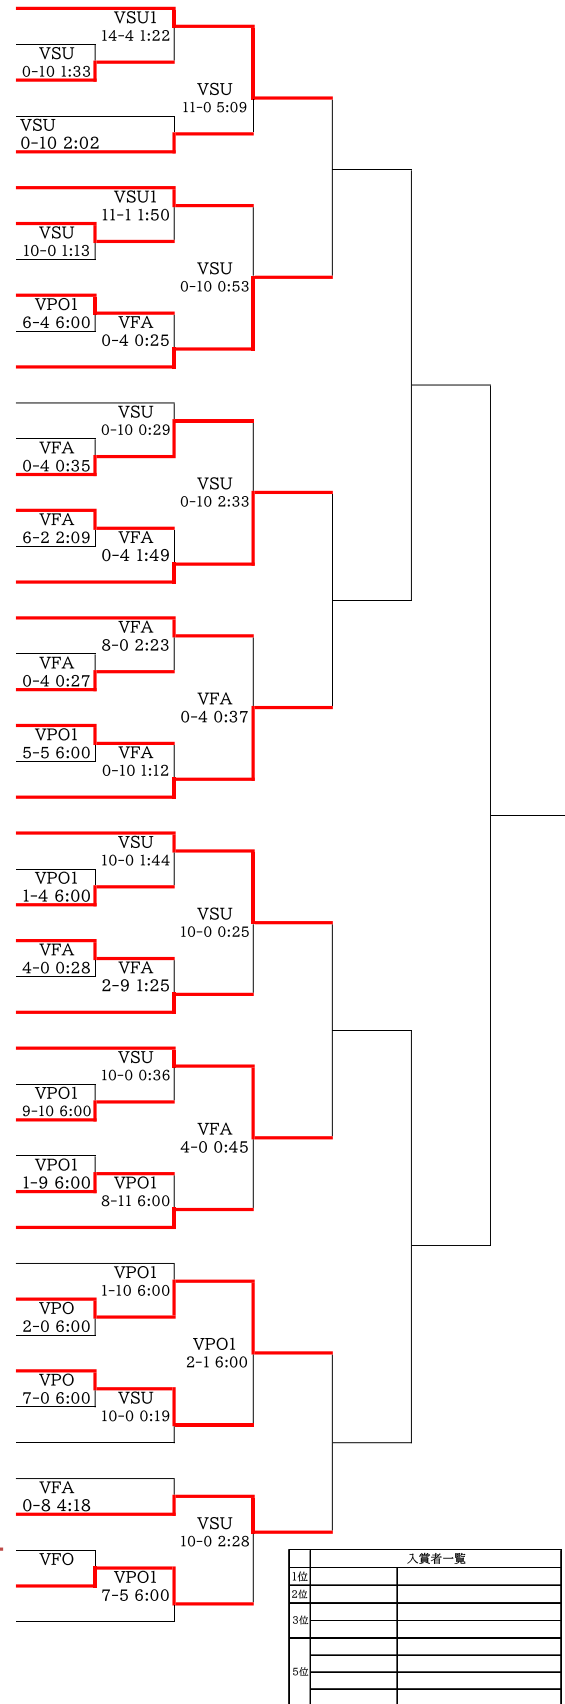 VSU1
14-4 1:22
VSU
0-10 1:33
VSU
11-0 5:09
VSU
0-10 2:02
VSU1
11-1 1:50
VSU
10-0 1:13
VSU
0-10 0:53
VPO1
6-4 6:00
VFA
0-4 0:25
VSU
0-10 0:29
VFA
0-4 0:35
VSU
0-10 2:33
VFA
6-2 2:09
VFA
0-4 1:49
VFA
8-0 2:23
VFA
0-4 0:27
VFA
0-4 0:37
VPO1
5-5 6:00
VFA
0-10 1:12
VSU
10-0 1:44
VPO1
1-4 6:00
VSU
10-0 0:25
VFA
4-0 0:28
VFA
2-9 1:25
VSU
10-0 0:36
VPO1
9-10 6:00
VFA
4-0 0:45
VPO1
1-9 6:00
VPO1
8-11 6:00
VPO1
1-10 6:00
VPO
2-0 6:00
VPO1
2-1 6:00
VPO
7-0 6:00
VSU
10-0 0:19
VFA
0-8 4:18
VSU
10-0 2:28
VFO
VPO1
7-5 6:00
入賞者一覧
1位
2位
3位
5位